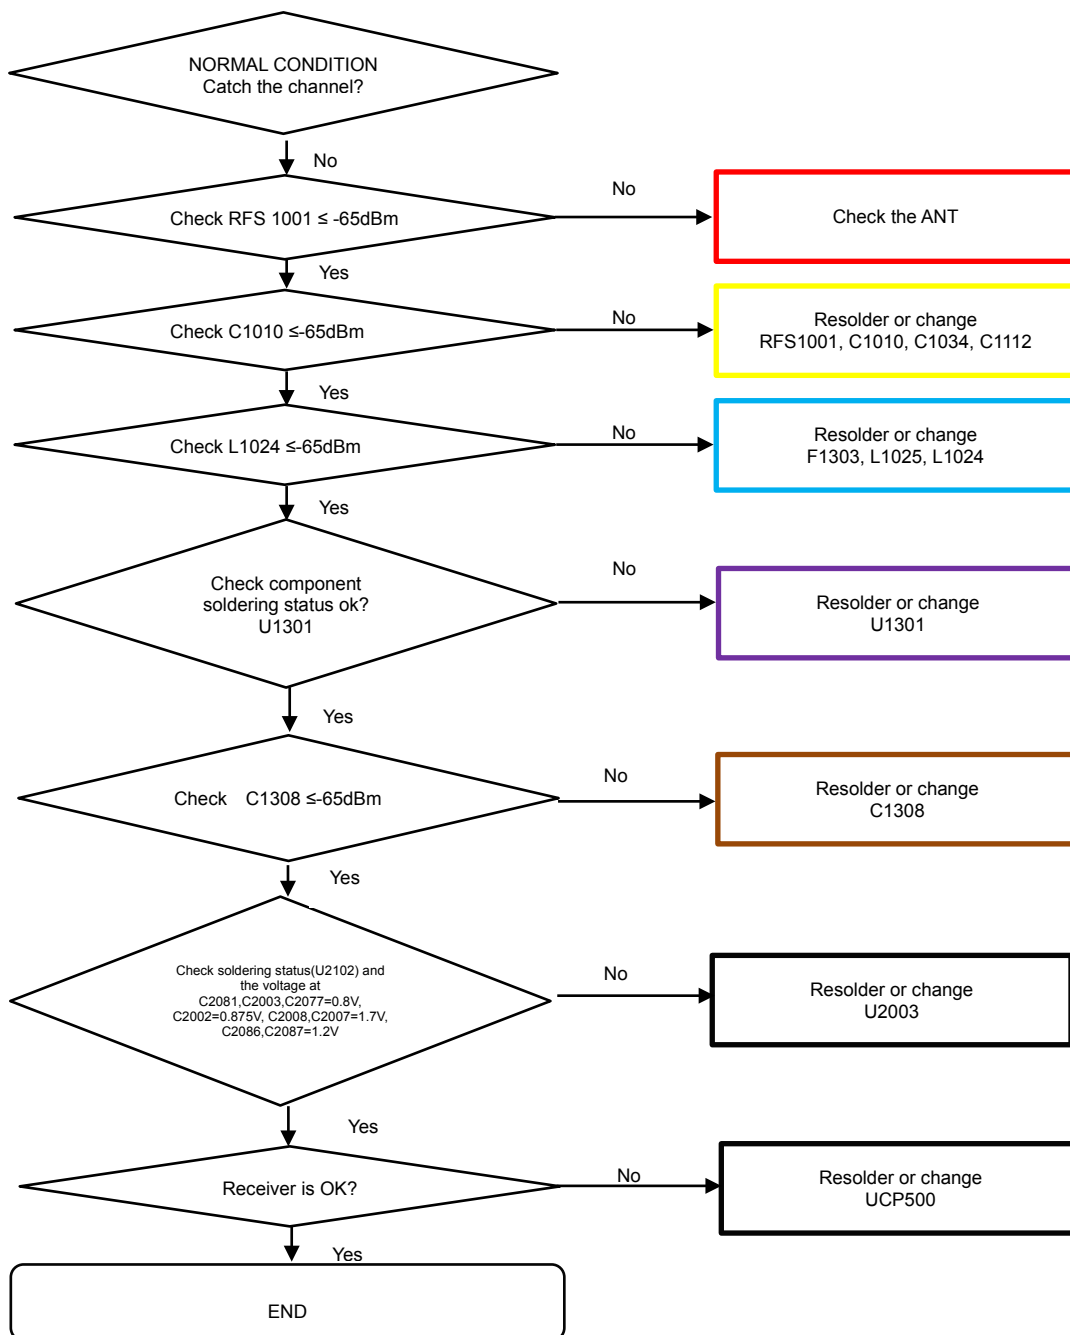 NORMAL CONDITION
Catch the channel?
No
Check RFS 1001 ≤ -65dBm
No
Check the ANT
Yes
Check C1010 ≤-65dBm
No
Resolder or change
RFS1001, C1010, C1034, C1112
Yes
Check L1024 ≤-65dBm
No
Resolder or change
F1303, L1025, L1024
Yes
Check component
soldering status ok?
U1301
No
Resolder or change
U1301
Yes
Check C1308 ≤-65dBm
No
Resolder or change
C1308
Yes
Check soldering status(U2102) and
the voltage at
C2081,C2003,C2077=0.8V,
C2002=0.875V, C2008,C2007=1.7V,
C2086,C2087=1.2V
No
Resolder or change
U2003
Yes
Receiver is OK?
No
Resolder or change
UCP500
Yes
END